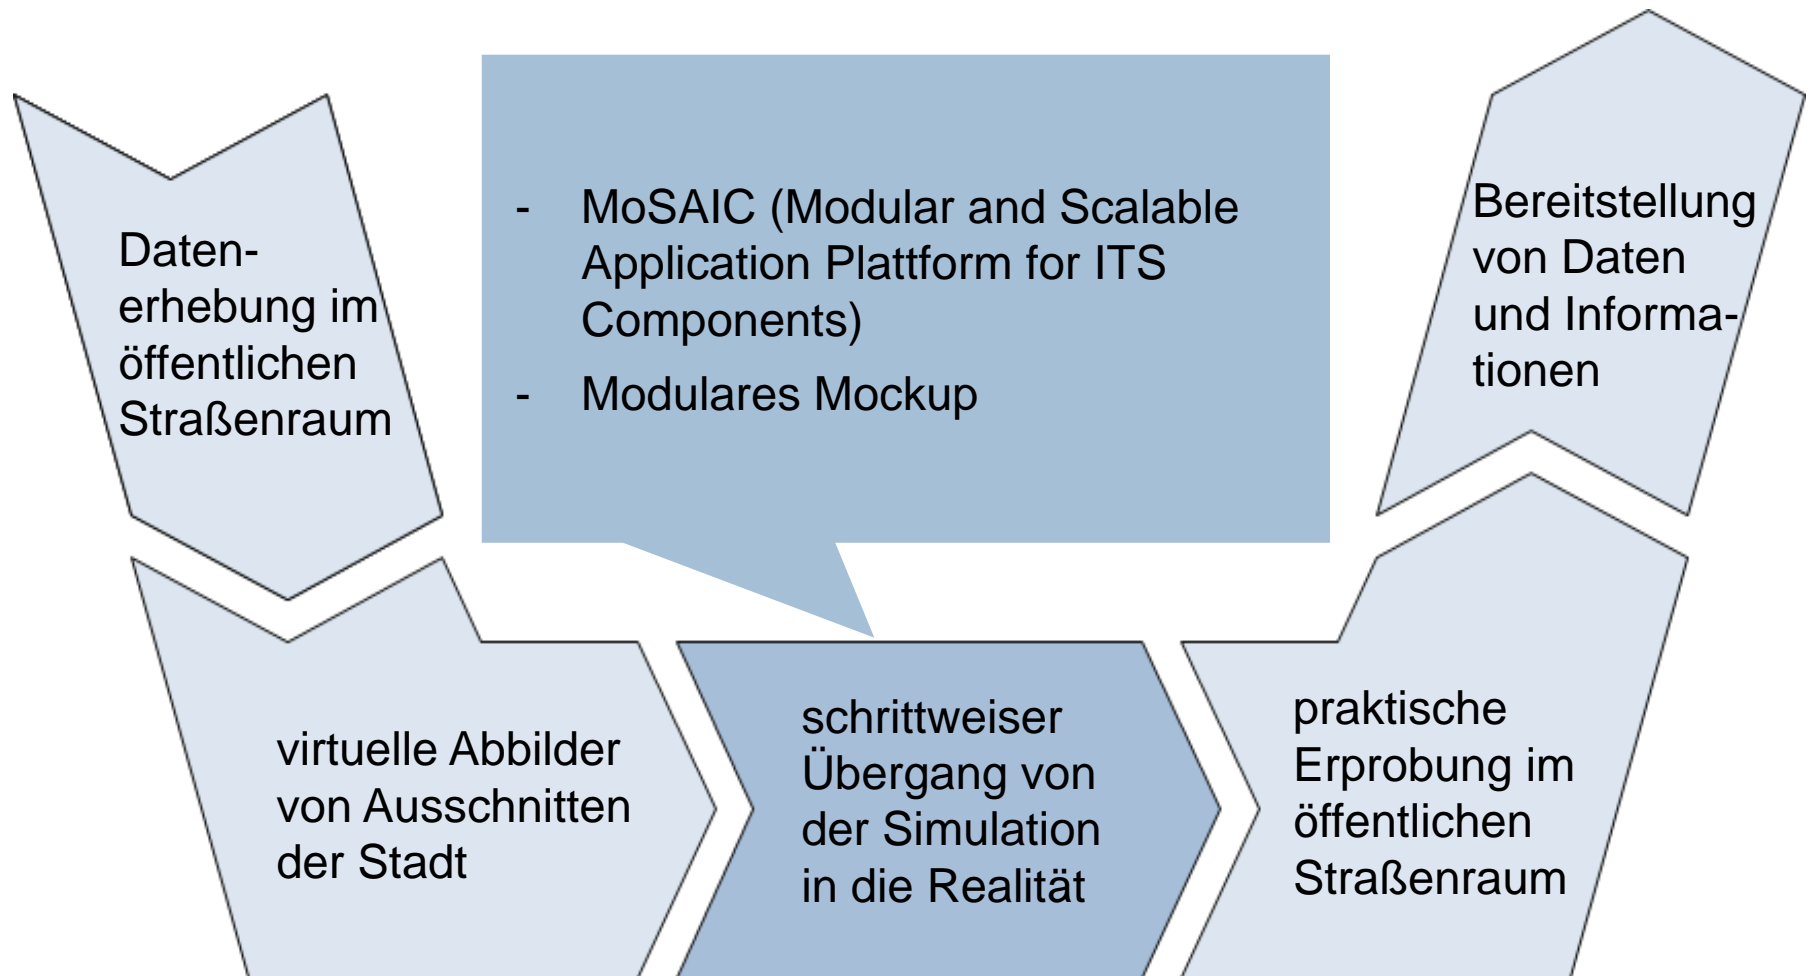 Daten-
erhebung im
öffentlichen
Straßenraum
- MoSAIC (Modular and Scalable
Application Plattform for ITS
Components)
- Modulares Mockup
Bereitstellung
von Daten
und Informa-
tionen
virtuelle Abbilder
von Ausschnitten
der Stadt
schrittweiser
Übergang von
der Simulation
in die Realität
praktische
Erprobung im
öffentlichen
Straßenraum